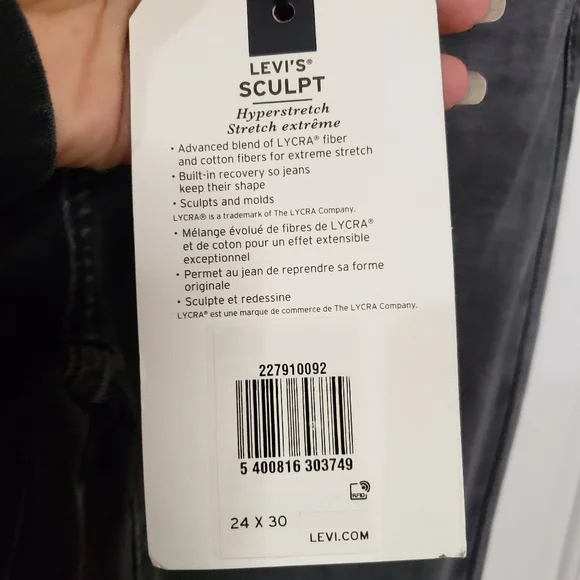 LEVI'S®
SCULPT
Hyperstretch
Stretch extrême
• Advanced blend of LYCRA® fiber
and cotton fibers for extreme stretch
• Built-in recovery so jeans
keep their shape
• Sculpts and molds
LYCRA® is a trademark of The LYCRA Company.
• Mélange évolué de fibres de LYCRA®
et de coton pour un effet extensible
exceptionnel
• Permet au jean de reprendre sa forme
originale
• Sculpte et redessine
LYCRA® est une marque de commerce de The LYCRA Company.
227910092
5 400816 303749
RFID
24 X 30
LEVI.COM